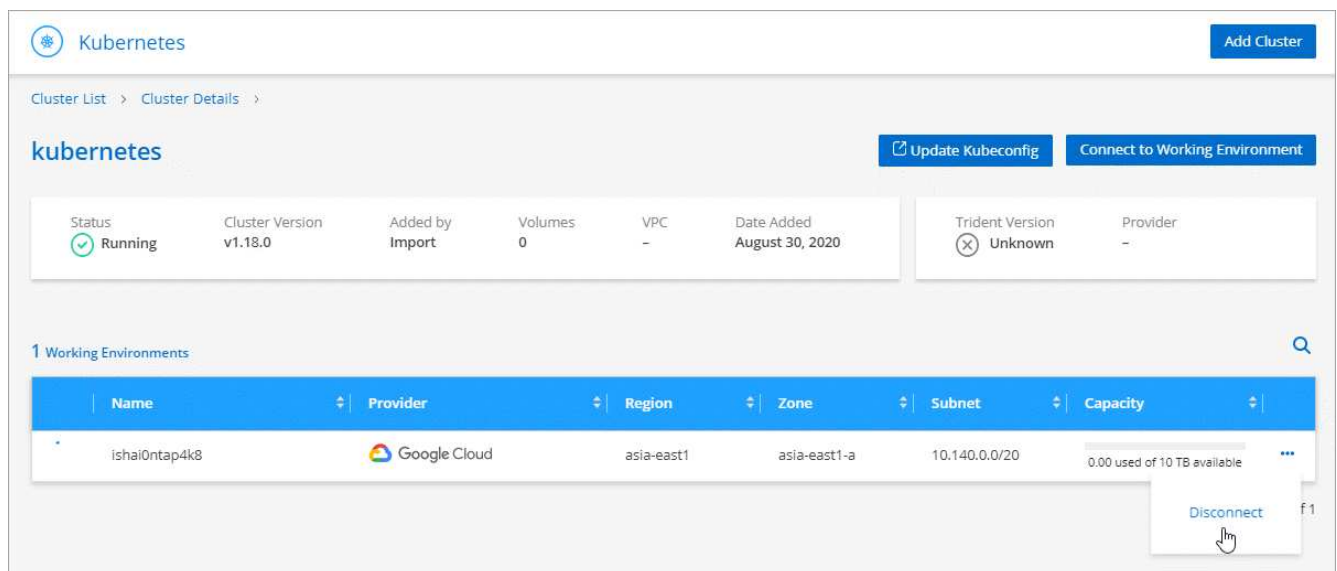 Kubernetes
Add Cluster
Cluster List > Cluster Details >
kubernetes
Update Kubeconfig
Connect to Working Environment
Status Cluster Version Added by Volumes VPC Date Added Trident Version Provider
Running v1.18.0 Import 0 – August 30, 2020 Unknown –
1 Working Environments
Name Provider Region Zone Subnet Capacity
ishai0ntap4k8 Google Cloud asia-east1 asia-east1-a 10.140.0.0/20 0.00 used of 10 TB available
Disconnect
f 1